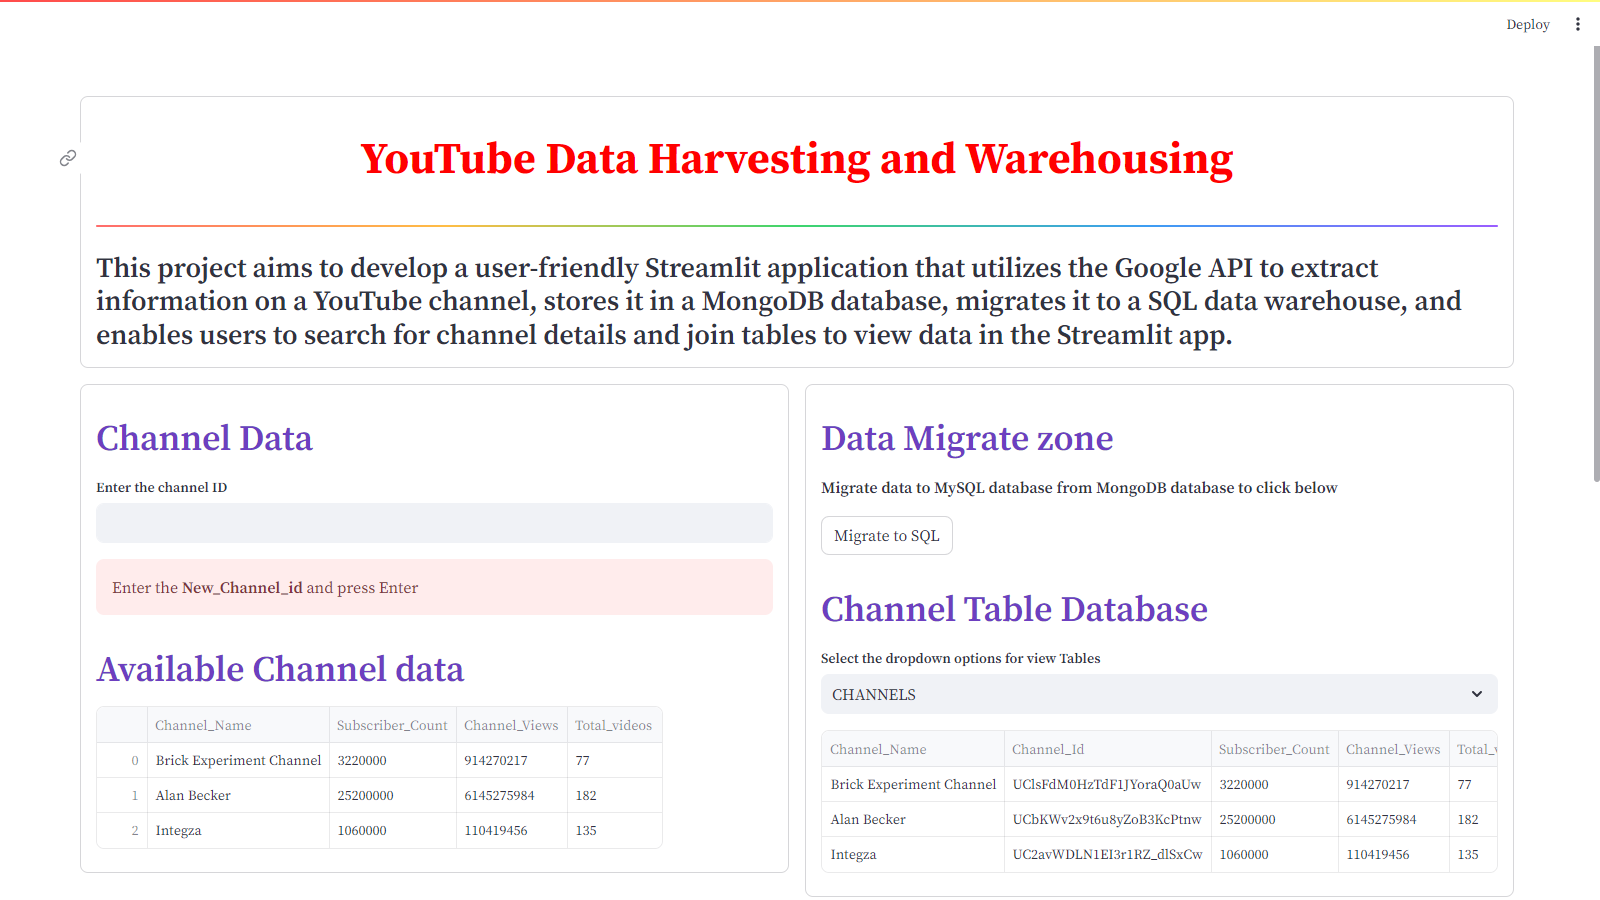 Deploy
YouTube Data Harvesting and Warehousing
This project aims to develop a user-friendly Streamlit application that utilizes the Google API to extract
information on a YouTube channel, stores it in a MongoDB database, migrates it to a SQL data warehouse, and
enables users to search for channel details and join tables to view data in the Streamlit app.
Channel Data
Enter the channel ID
Enter the New_Channel_id and press Enter
Available Channel data
Channel_Name Subscriber_Count Channel_Views Total_videos
0 Brick Experiment Channel 3220000 914270217 77
1 Alan Becker 25200000 6145275984 182
2 Integza 1060000 110419456 135
Data Migrate zone
Migrate data to MySQL database from MongoDB database to click below
Migrate to SQL
Channel Table Database
Select the dropdown options for view Tables
CHANNELS
Channel_Name Channel_Id Subscriber_Count Channel_Views Total_v
Brick Experiment Channel UClsFdM0HzTdF1JYoraQ0aUw 3220000 914270217 77
Alan Becker UCbKWv2x9t6u8yZoB3KcPtnw 25200000 6145275984 182
Integza UC2avWDLN1EI3r1RZ_dlSxCw 1060000 110419456 135